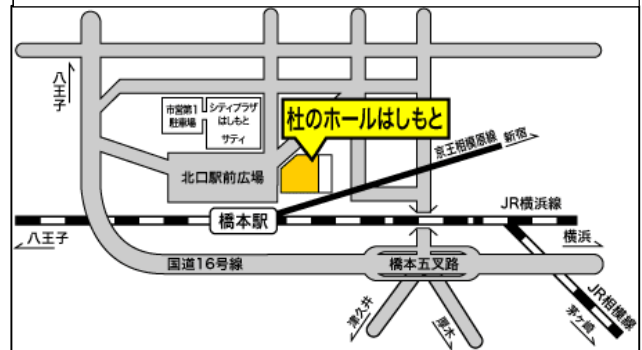 八王子
市営第1
駐車場
シティプラザ
はしもと
サティ
杜のホールはしもと
京王相模原線
新宿
北口駅前広場
橋本駅
JR横浜線
八王子
横浜
国道16号線
橋本五叉路
JR相模線
津久井
厚木
茅ヶ崎